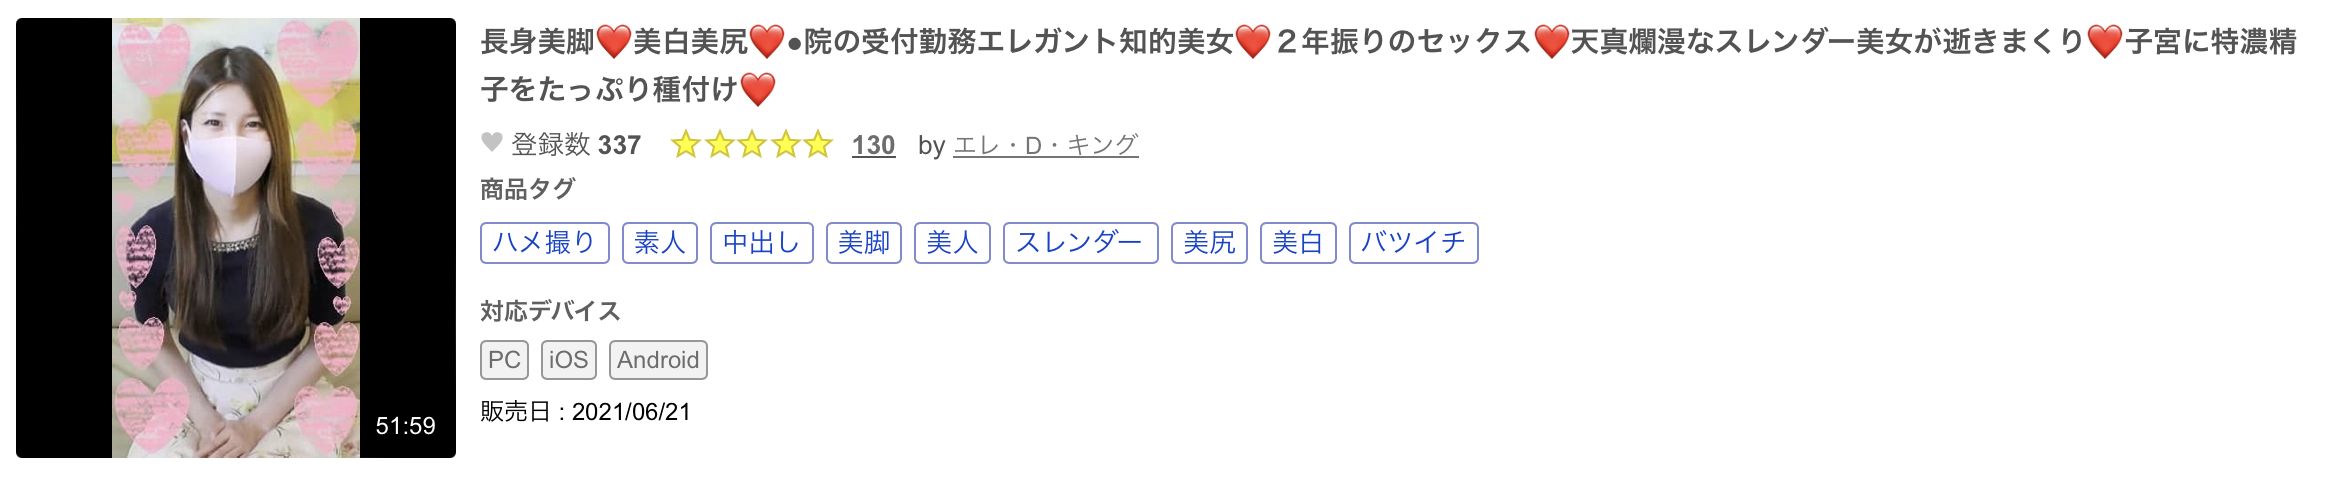 長身美脚❤️美白美尻❤️●院の受付勤務エレガント知的美女❤️２年振りのセックス❤️天真爛漫なスレンダー美女が逝きまくり❤️子宮に特濃精
子をたっぷり種付け❤️
♥ 登録数 337 ★★★★★ 130 by エレ・D・キング
商品タグ
ハメ撮り 素人 中出し 美脚 美人 スレンダー 美尻 美白 バツイチ
対応デバイス
PC iOS Android
51:59
販売日 : 2021/06/21